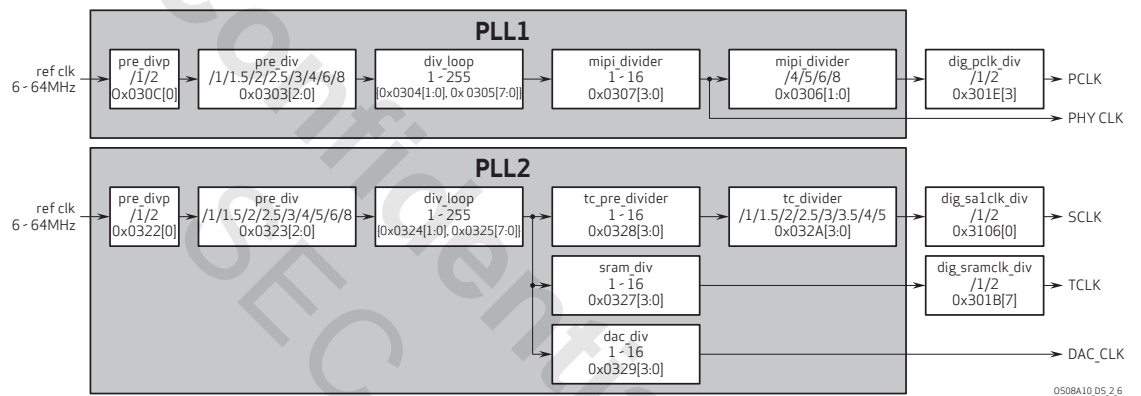 PLL1
ref clk
6 - 64MHz
pre_divp
/1/2
0x030C[0]
pre_div
/1/1.5/2/2.5/3/4/6/8
0x0303[2:0]
div_loop
1 - 255
{0x0304[1:0], 0x 0305[7:0]}
mipi_divider
1 - 16
0x0307[3:0]
mipi_divider
/4/5/6/8
0x0306[1:0]
dig_pclk_div
/1/2
0x301E[3]
PCLK
PHY CLK
PLL2
ref clk
6 - 64MHz
pre_divp
/1/2
0x0322[0]
pre_div
/1/1.5/2/2.5/3/4/5/6/8
0x0323[2:0]
div_loop
1 - 255
{0x0324[1:0], 0x0325[7:0]}
tc_pre_divider
1 - 16
0x0328[3:0]
tc_divider
/1/1.5/2/2.5/3/3.5/4/5
0x032A[3:0]
dig_sa1clk_div
/1/2
0x3106[0]
SCLK
sram_div
1 - 16
0x0327[3:0]
dig_sramclk_div
/1/2
0x301B[7]
TCLK
dac_div
1 - 16
0x0329[3:0]
DAC_CLK
OS08A10_DS_2_6
Confidentia
SEC